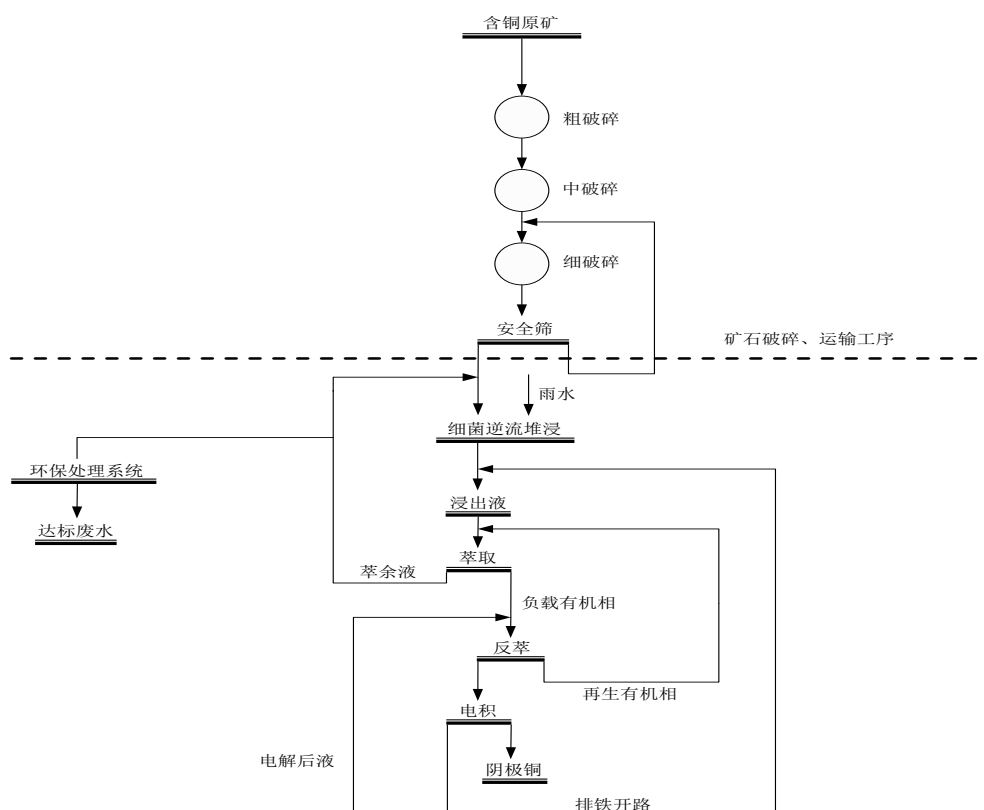 含铜原矿
粗破碎
中破碎
细破碎
安全筛
矿石破碎、运输工序
雨水
细菌逆流堆浸
环保处理系统
浸出液
达标废水
萃取
萃余液
负载有机相
反萃
再生有机相
电积
电解后液
阴极铜
排铁开路